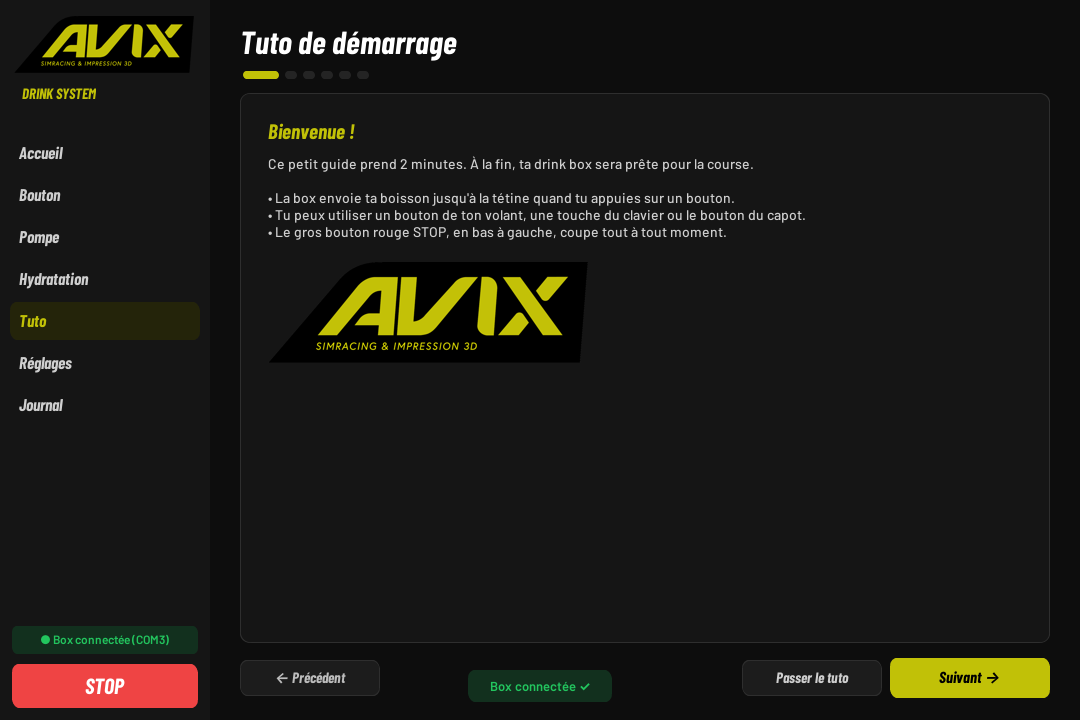 AVIX
SIMRACING & IMPRESSION 3D
DRINK SYSTEM
Accueil
Bouton
Pompe
Hydratation
Tuto
Réglages
Journal
● Box connectée (COM3)
STOP
Tuto de démarrage
Bienvenue !
Ce petit guide prend 2 minutes. À la fin, ta drink box sera prête pour la course.
• La box envoie ta boisson jusqu'à la tétine quand tu appuies sur un bouton.
• Tu peux utiliser un bouton de ton volant, une touche du clavier ou le bouton du capot.
• Le gros bouton rouge STOP, en bas à gauche, coupe tout à tout moment.
AVIX
SIMRACING & IMPRESSION 3D
← Précédent
Box connectée ✓
Passer le tuto
Suivant →